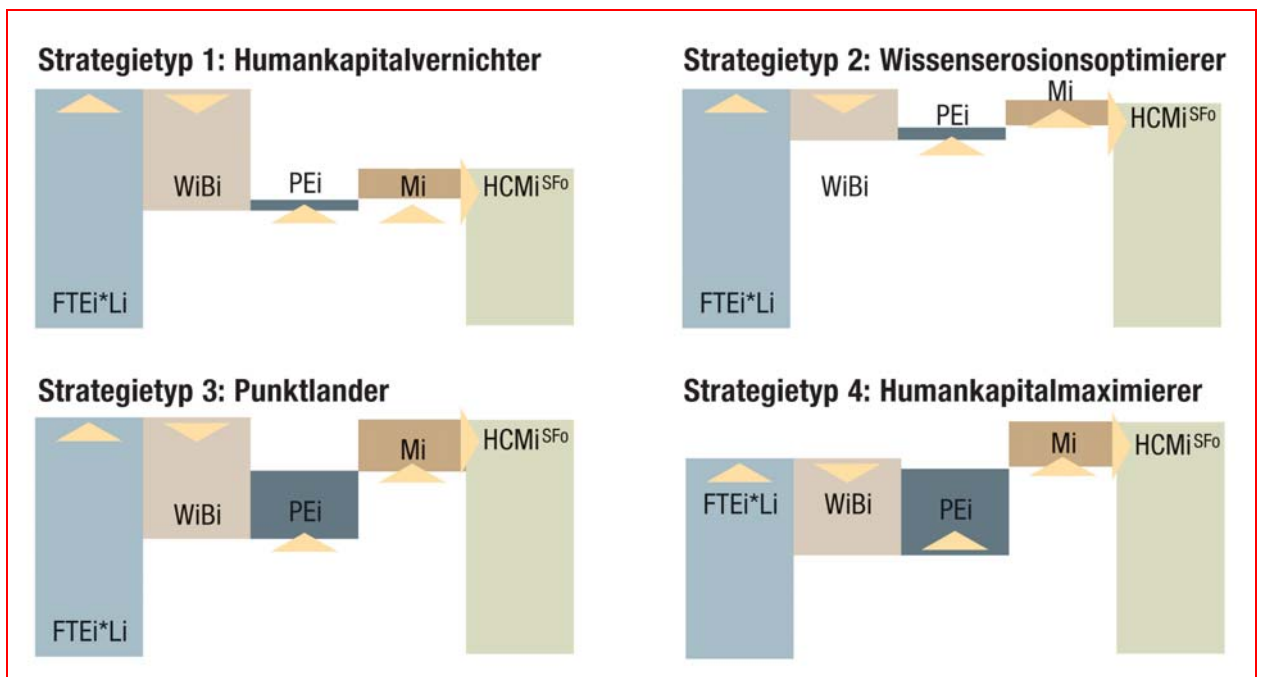 Strategietyp 1: Humankapitalvernichter
WiBi
PEi
Mi
HCMi SFo
FTEi*Li
Strategietyp 2: Wissenserosionsoptimierer
Mi
PEi
HCMi SFo
WiBi
FTEi*Li
Strategietyp 3: Punktlander
Mi
HCMi SFo
WiBi
PEi
FTEi*Li
Strategietyp 4: Humankapitalmaximierer
Mi
HCMi SFo
FTEi*Li
WiBi
PEi